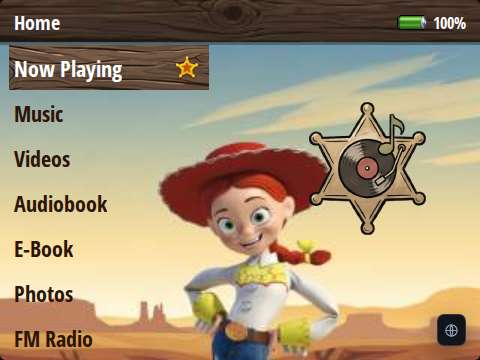 Home
100%
Now Playing
Music
Videos
Audiobook
E-Book
Photos
FM Radio